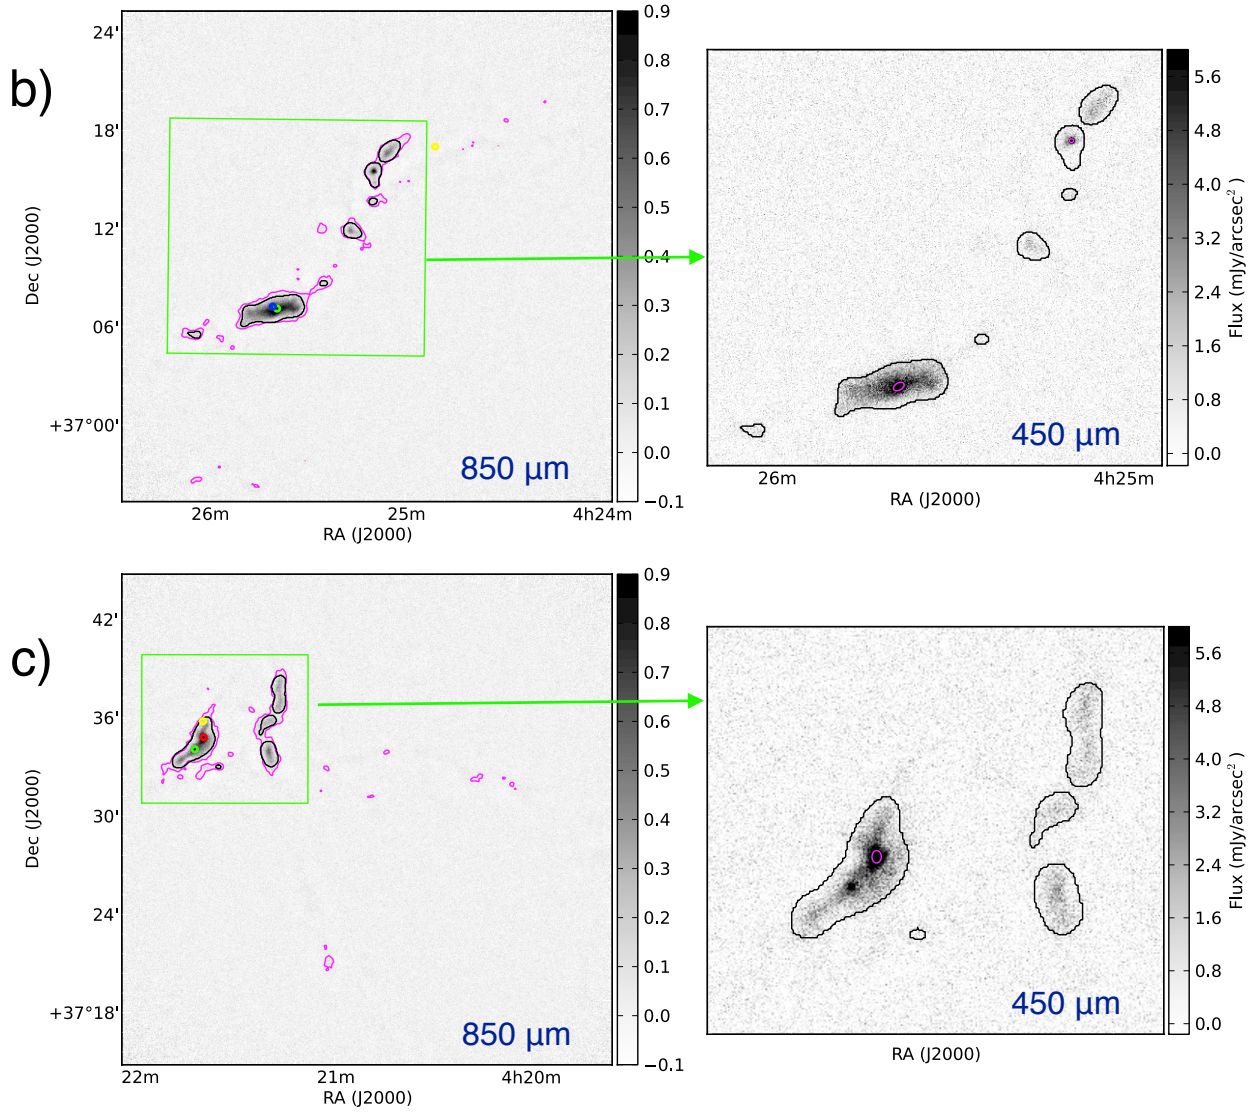 b)
24'
18'
12'
06'
+37°00'
Dec (J2000)
26m
25m
4h24m
RA (J2000)
850 µm
0.9
0.8
0.7
0.6
0.5
0.4
0.3
0.2
0.1
0.0
−0.1
450 µm
26m
4h25m
RA (J2000)
5.6
4.8
4.0
3.2
2.4
1.6
0.8
0.0
Flux (mJy/arcsec²)
c)
42'
36'
30'
24'
+37°18'
Dec (J2000)
22m
21m
4h20m
RA (J2000)
850 µm
0.9
0.8
0.7
0.6
0.5
0.4
0.3
0.2
0.1
0.0
−0.1
450 µm
RA (J2000)
5.6
4.8
4.0
3.2
2.4
1.6
0.8
0.0
Flux (mJy/arcsec²)